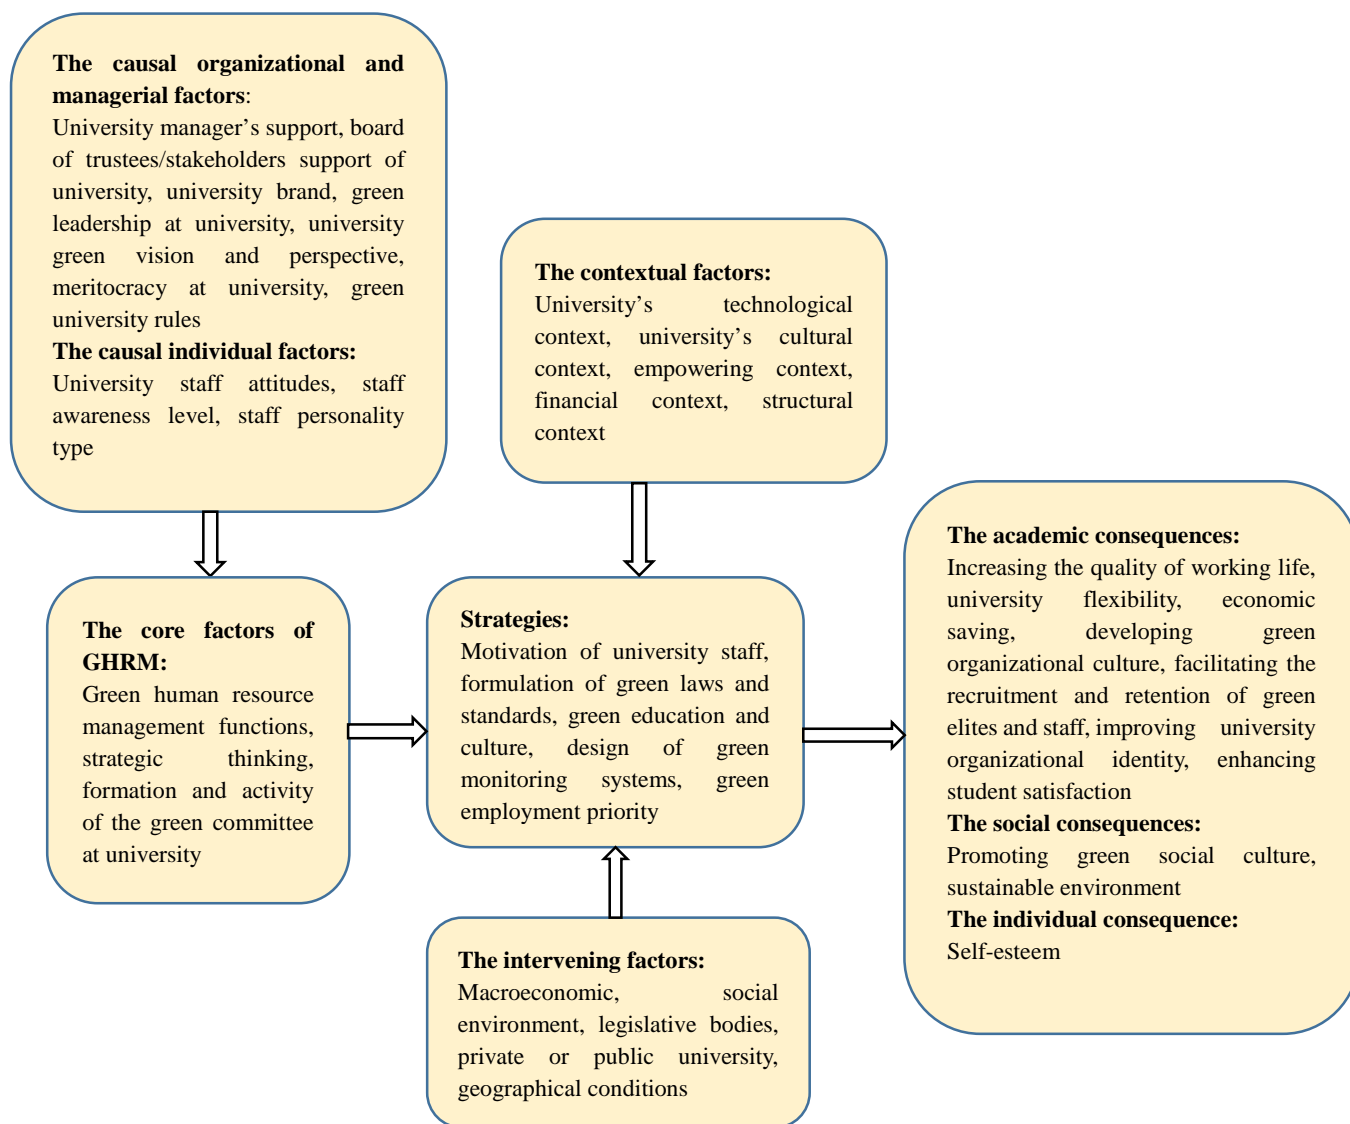 The causal organizational and
managerial factors:
University manager’s support, board
of trustees/stakeholders support of
university, university brand, green
leadership at university, university
green vision and perspective,
meritocracy at university, green
university rules
The causal individual factors:
University staff attitudes, staff
awareness level, staff personality
type
The contextual factors:
University’s technological
context, university’s cultural
context, empowering context,
financial context, structural
context
The core factors of
GHRM:
Green human resource
management functions,
strategic thinking,
formation and activity
of the green committee
at university
Strategies:
Motivation of university staff,
formulation of green laws and
standards, green education and
culture, design of green
monitoring systems, green
employment priority
The intervening factors:
Macroeconomic, social
environment, legislative bodies,
private or public university,
geographical conditions
The academic consequences:
Increasing the quality of working life,
university flexibility, economic
saving, developing green
organizational culture, facilitating the
recruitment and retention of green
elites and staff, improving university
organizational identity, enhancing
student satisfaction
The social consequences:
Promoting green social culture,
sustainable environment
The individual consequence:
Self-esteem